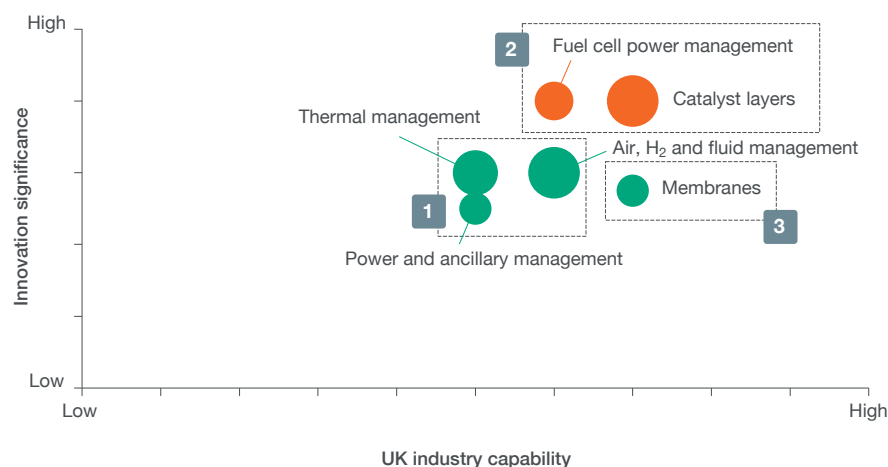 High
2
Fuel cell power management
Thermal management
Catalyst layers
Air, H₂ and fluid management
Innovation significance
1
Membranes
3
Power and ancillary management
Low
Low
High
UK industry capability